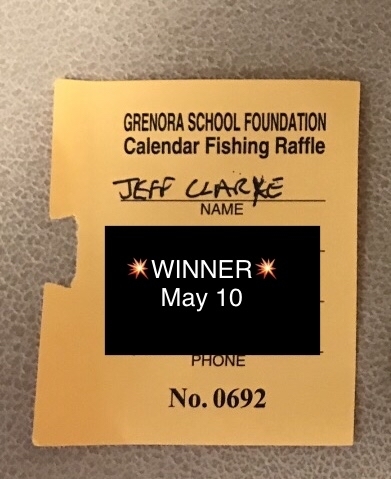 GRENORA SCHOOL FOUNDATION
Calendar Fishing Raffle
JEFF CLARKE
NAME
💥WINNER💥
May 10
PHONE
No. 0692